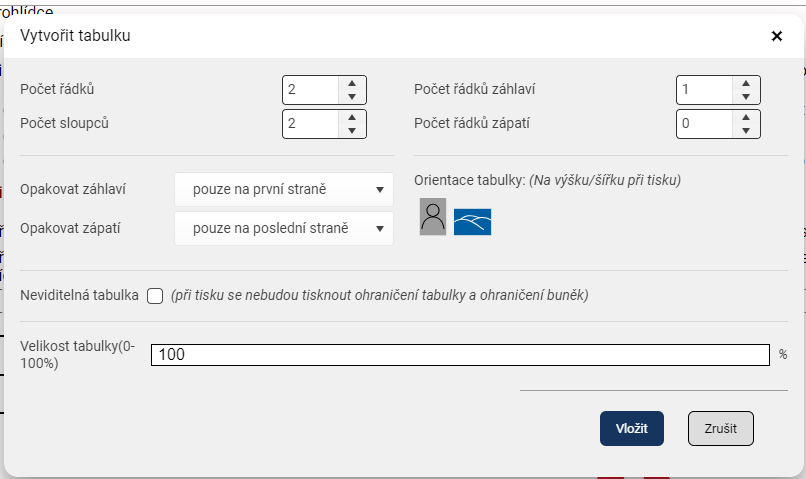 rohlídce
Vytvořit tabulku
Počet řádků
2
Počet řádků záhlaví
1
Počet sloupců
2
Počet řádků zápatí
0
Opakovat záhlaví
pouze na první straně
Orientace tabulky: (Na výšku/šířku při tisku)
Opakovat zápatí
pouze na poslední straně
Neviditelná tabulka
(při tisku se nebudou tisknout ohraničení tabulky a ohraničení buněk)
Velikost tabulky(0-
100%)
100
%
Vložit
Zrušit